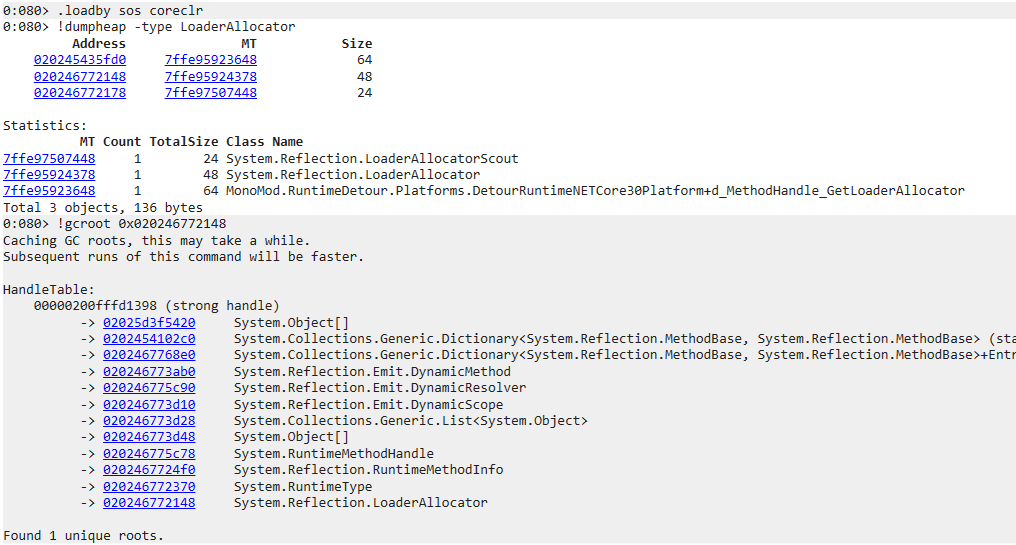 0:080> .loadby sos coreclr
0:080> !dumpheap -type LoaderAllocator
Address MT Size
020245435fd0 7ffe95923648 64
020246772148 7ffe95924378 48
020246772178 7ffe97507448 24
Statistics:
MT Count TotalSize Class Name
7ffe97507448 1 24 System.Reflection.LoaderAllocatorScout
7ffe95924378 1 48 System.Reflection.LoaderAllocator
7ffe95923648 1 64 MonoMod.RuntimeDetour.Platforms.DetourRuntimeNETCore30Platform+d_MethodHandle_GetLoaderAllocator
Total 3 objects, 136 bytes
0:080> !gcroot 0x020246772148
Caching GC roots, this may take a while.
Subsequent runs of this command will be faster.
HandleTable:
00000200fffd1398 (strong handle)
-> 02025d3f5420 System.Object[]
-> 0202454102c0 System.Collections.Generic.Dictionary<System.Reflection.MethodBase, System.Reflection.MethodBase> (sta
-> 0202467768e0 System.Collections.Generic.Dictionary<System.Reflection.MethodBase, System.Reflection.MethodBase>+Entr
-> 020246773ab0 System.Reflection.Emit.DynamicMethod
-> 020246775c90 System.Reflection.Emit.DynamicResolver
-> 020246773d10 System.Reflection.Emit.DynamicScope
-> 020246773d28 System.Collections.Generic.List<System.Object>
-> 020246773d48 System.Object[]
-> 020246775c78 System.RuntimeMethodHandle
-> 0202467724f0 System.Reflection.RuntimeMethodInfo
-> 020246772370 System.RuntimeType
-> 020246772148 System.Reflection.LoaderAllocator
Found 1 unique roots.